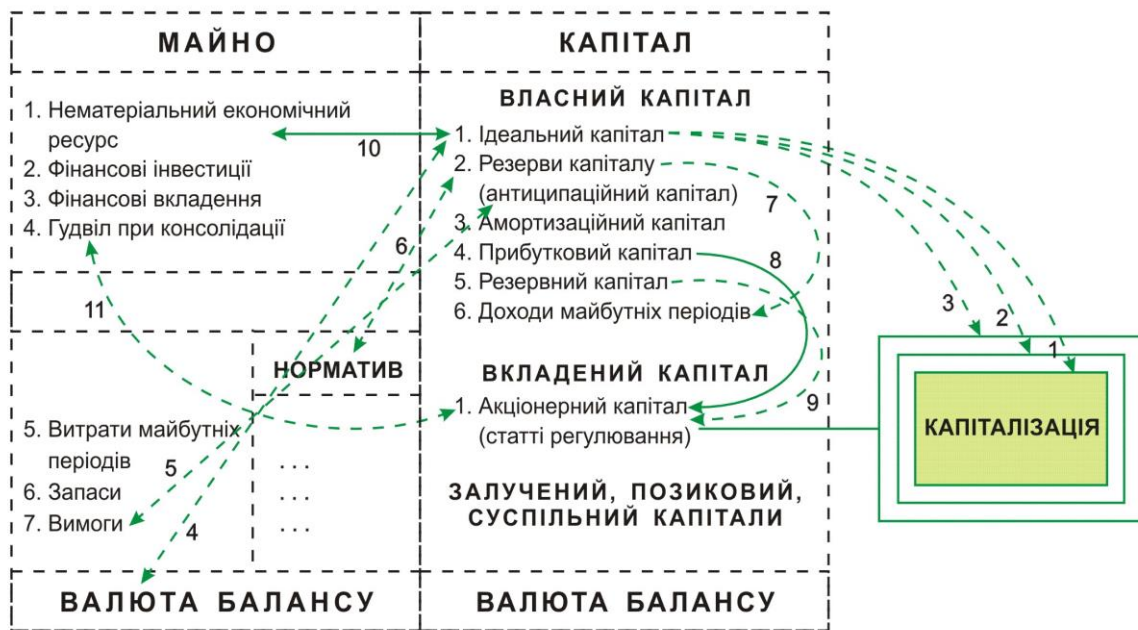 МАЙНО
КАПІТАЛ
1. Нематеріальний економічний
ресурс
2. Фінансові інвестиції
3. Фінансові вкладення
4. Гудвіл при консолідації
10
6
11
НОРМАТИВ
5. Витрати майбутніх
періодів
6. Запаси
7. Вимоги
5
4
. . .
. . .
. . .
ВЛАСНИЙ КАПІТАЛ
1. Ідеальний капітал
2. Резерви капіталу
(антиципаційний капітал)
3. Амортизаційний капітал
4. Прибутковий капітал
5. Резервний капітал
6. Доходи майбутніх періодів
7
8
ВКЛАДЕНИЙ КАПІТАЛ
1. Акціонерний капітал
(статті регулювання)
9
ЗАЛУЧЕНИЙ, ПОЗИКОВИЙ,
СУСПІЛЬНИЙ КАПІТАЛИ
3
2
1
КАПІТАЛІЗАЦІЯ
ВАЛЮТА БАЛАНСУ
ВАЛЮТА БАЛАНСУ